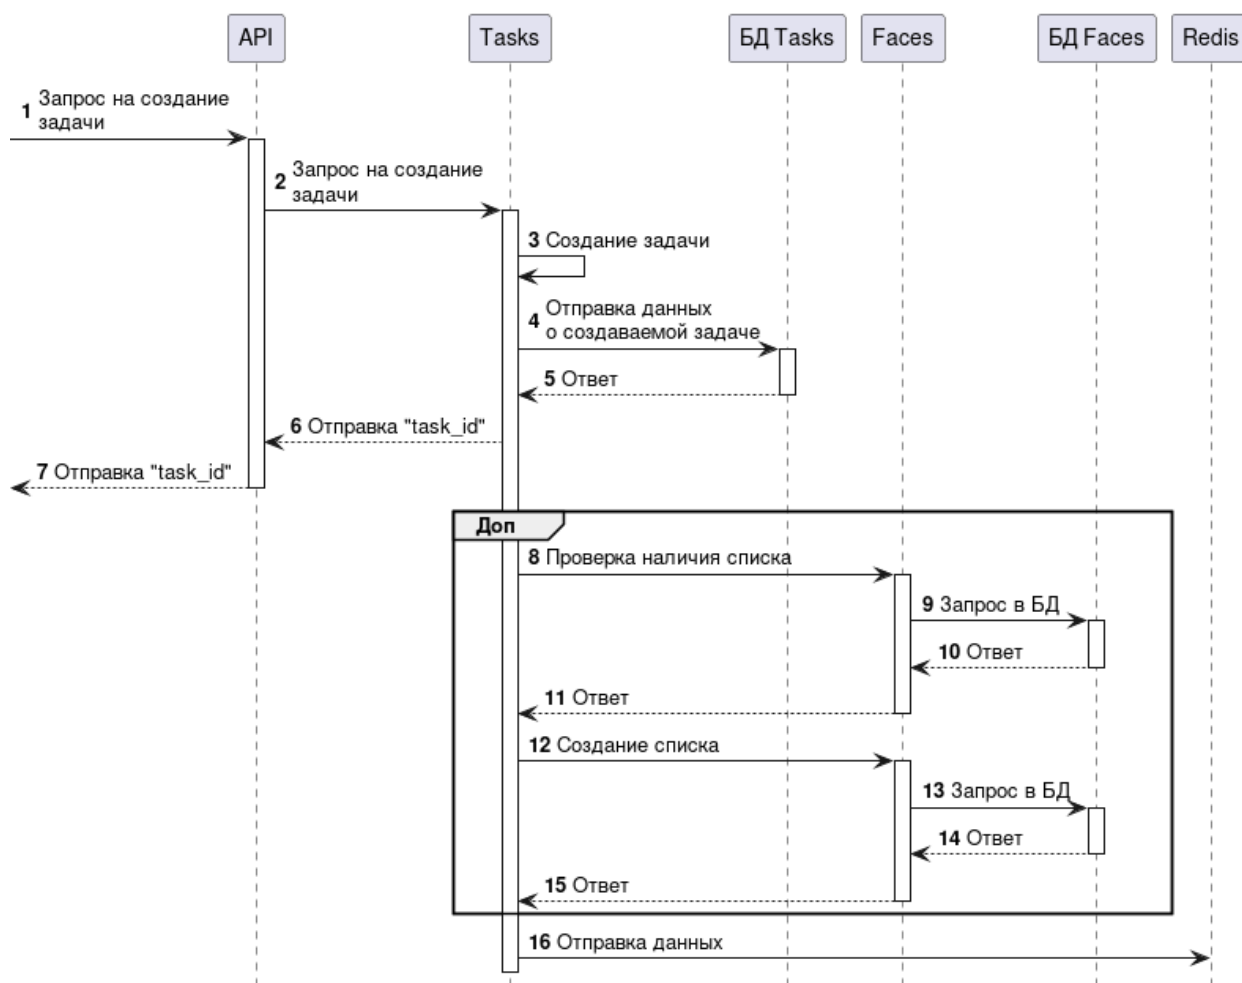 API
Tasks
БД Tasks
Faces
БД Faces
Redis
1 Запрос на создание
задачи
2 Запрос на создание
задачи
3 Создание задачи
4 Отправка данных
о создаваемой задаче
5 Ответ
6 Отправка "task_id"
7 Отправка "task_id"
Доп
8 Проверка наличия списка
9 Запрос в БД
10 Ответ
11 Ответ
12 Создание списка
13 Запрос в БД
14 Ответ
15 Ответ
16 Отправка данных